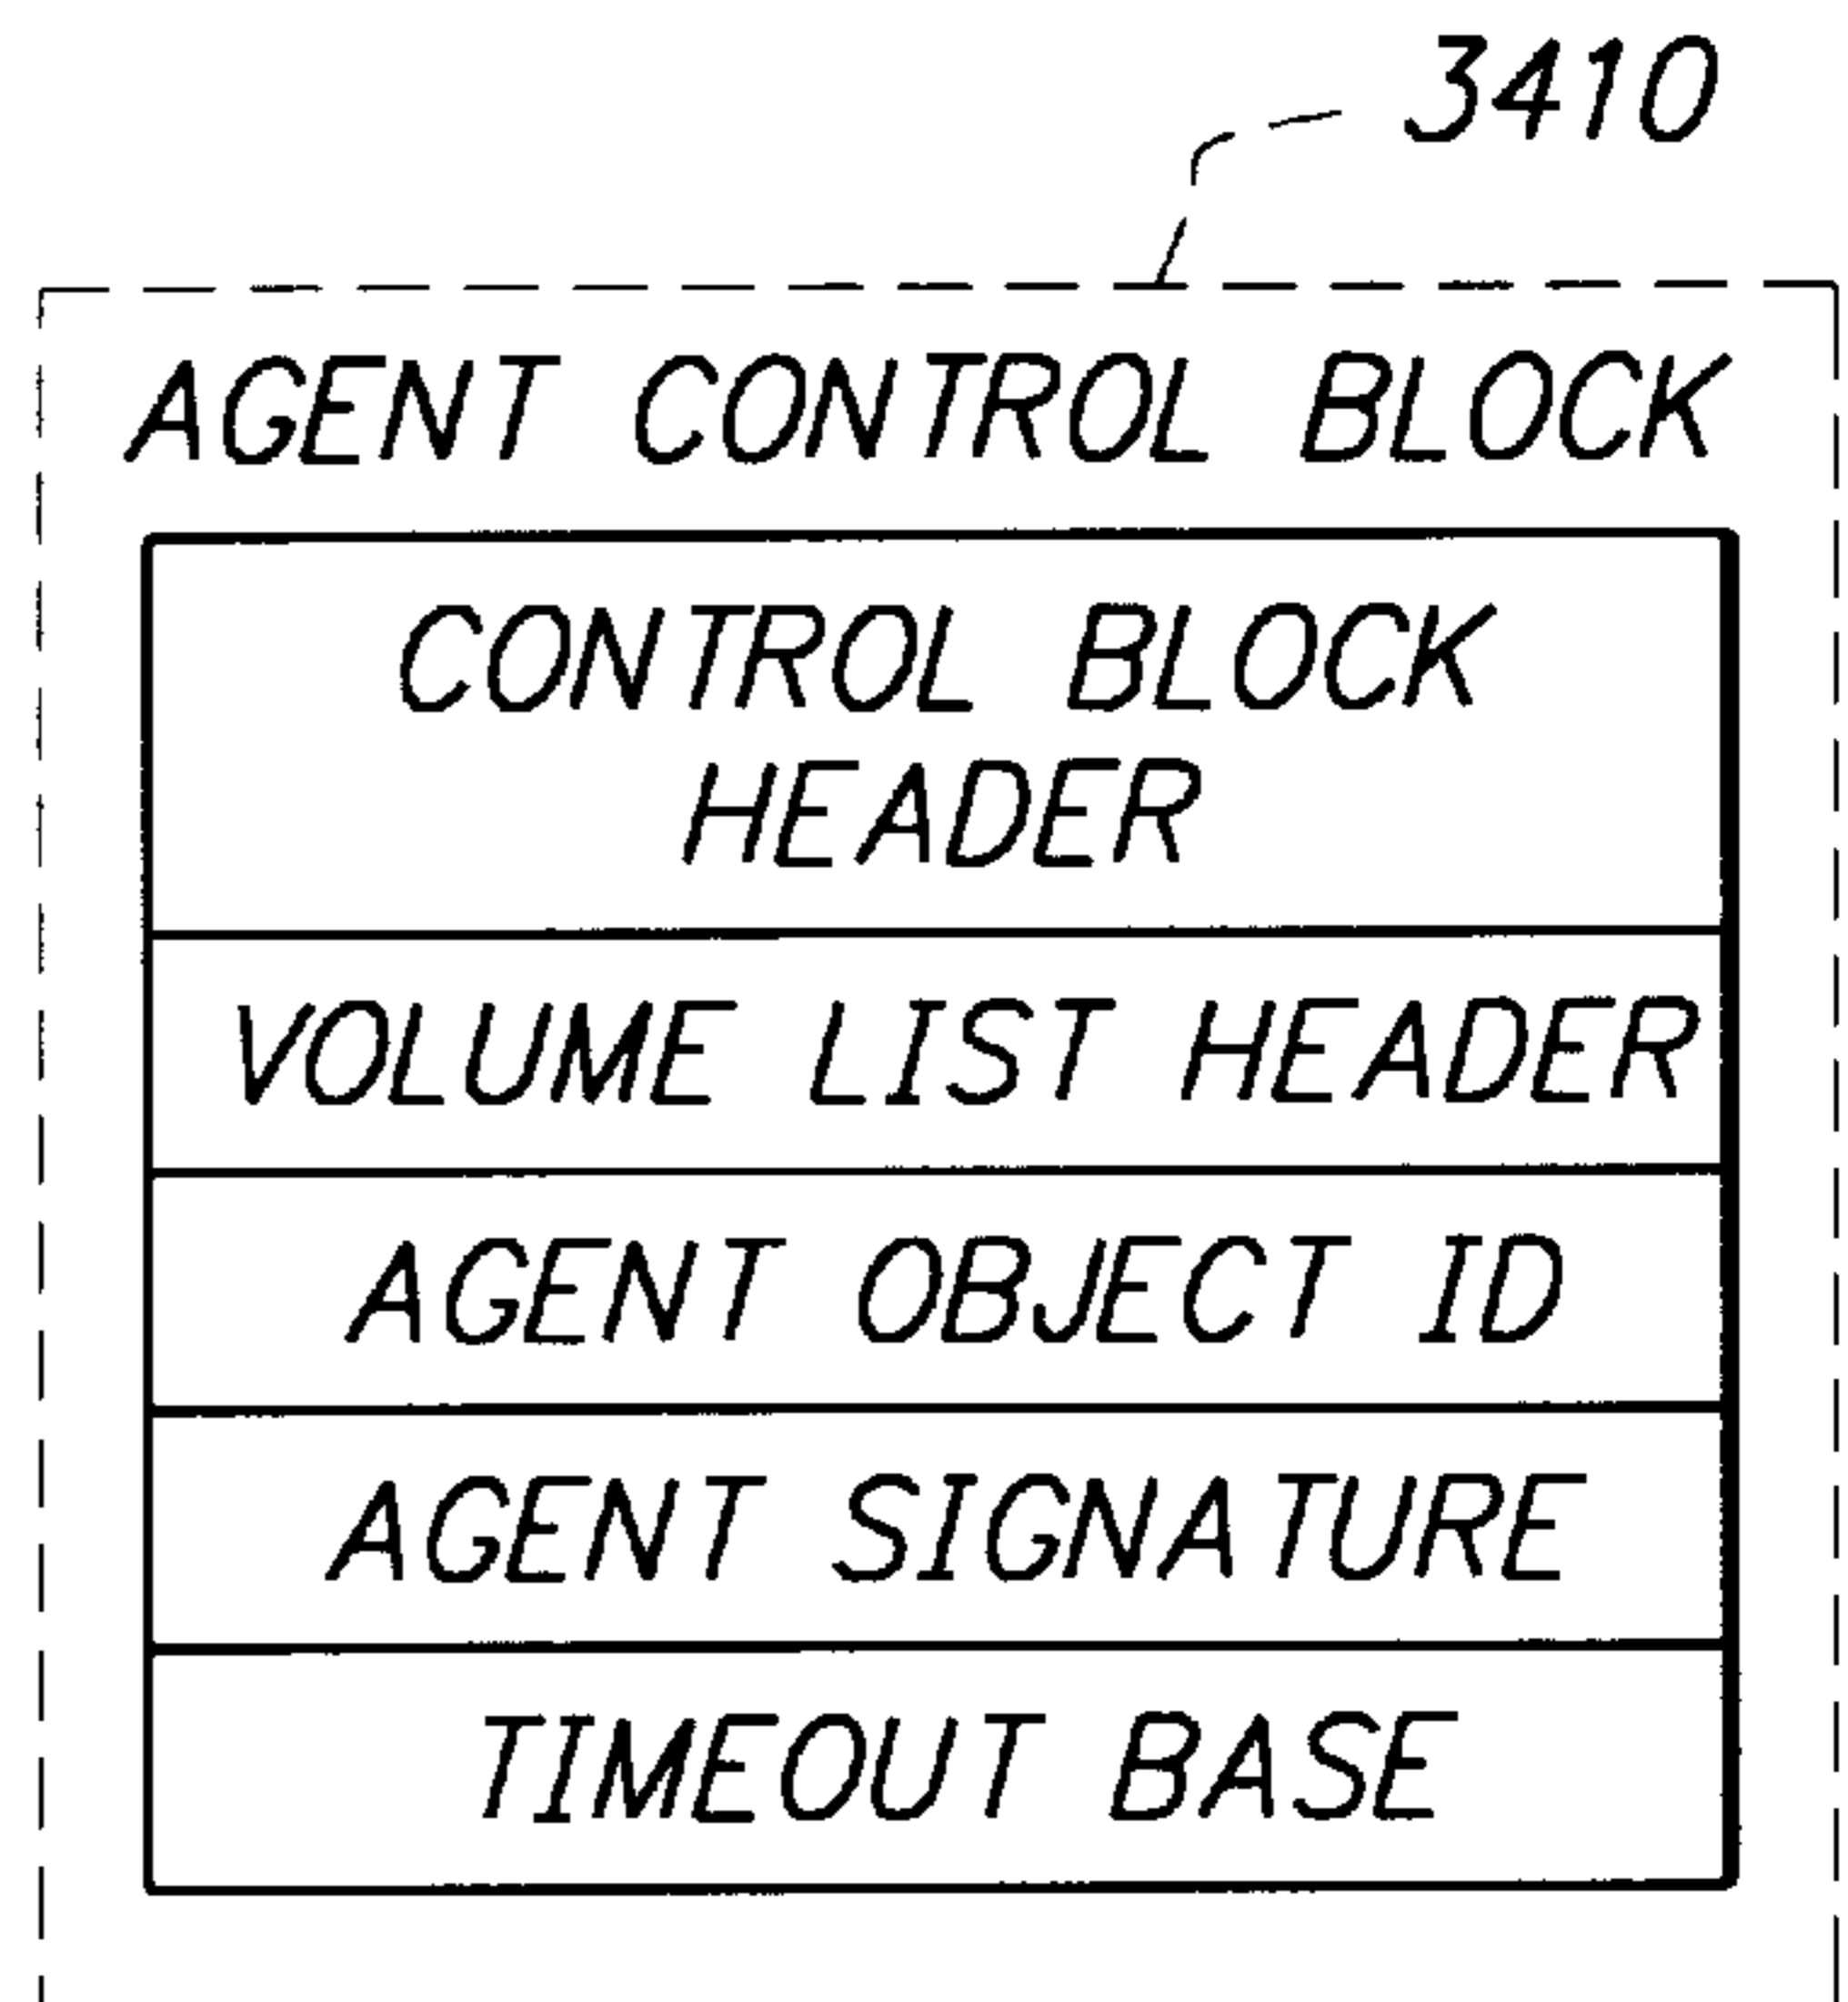 3410
AGENT CONTROL BLOCK
CONTROL BLOCK
HEADER
VOLUME LIST HEADER
AGENT OBJECT ID
AGENT SIGNATURE
TIMEOUT BASE